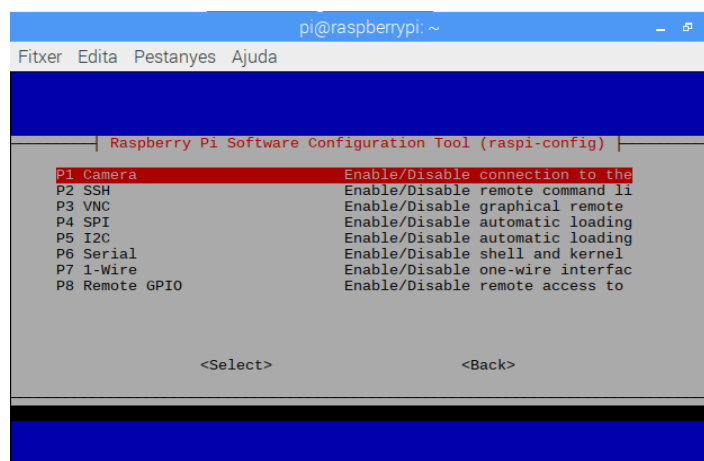 pi@raspberrypi: ~
Fitxer Edita Pestanyes Ajuda
Raspberry Pi Software Configuration Tool (raspi-config)
P1 Camera Enable/Disable connection to the
P2 SSH Enable/Disable remote command li
P3 VNC Enable/Disable graphical remote
P4 SPI Enable/Disable automatic loading
P5 I2C Enable/Disable automatic loading
P6 Serial Enable/Disable shell and kernel
P7 1-Wire Enable/Disable one-wire interfac
P8 Remote GPIO Enable/Disable remote access to
<Select> <Back>